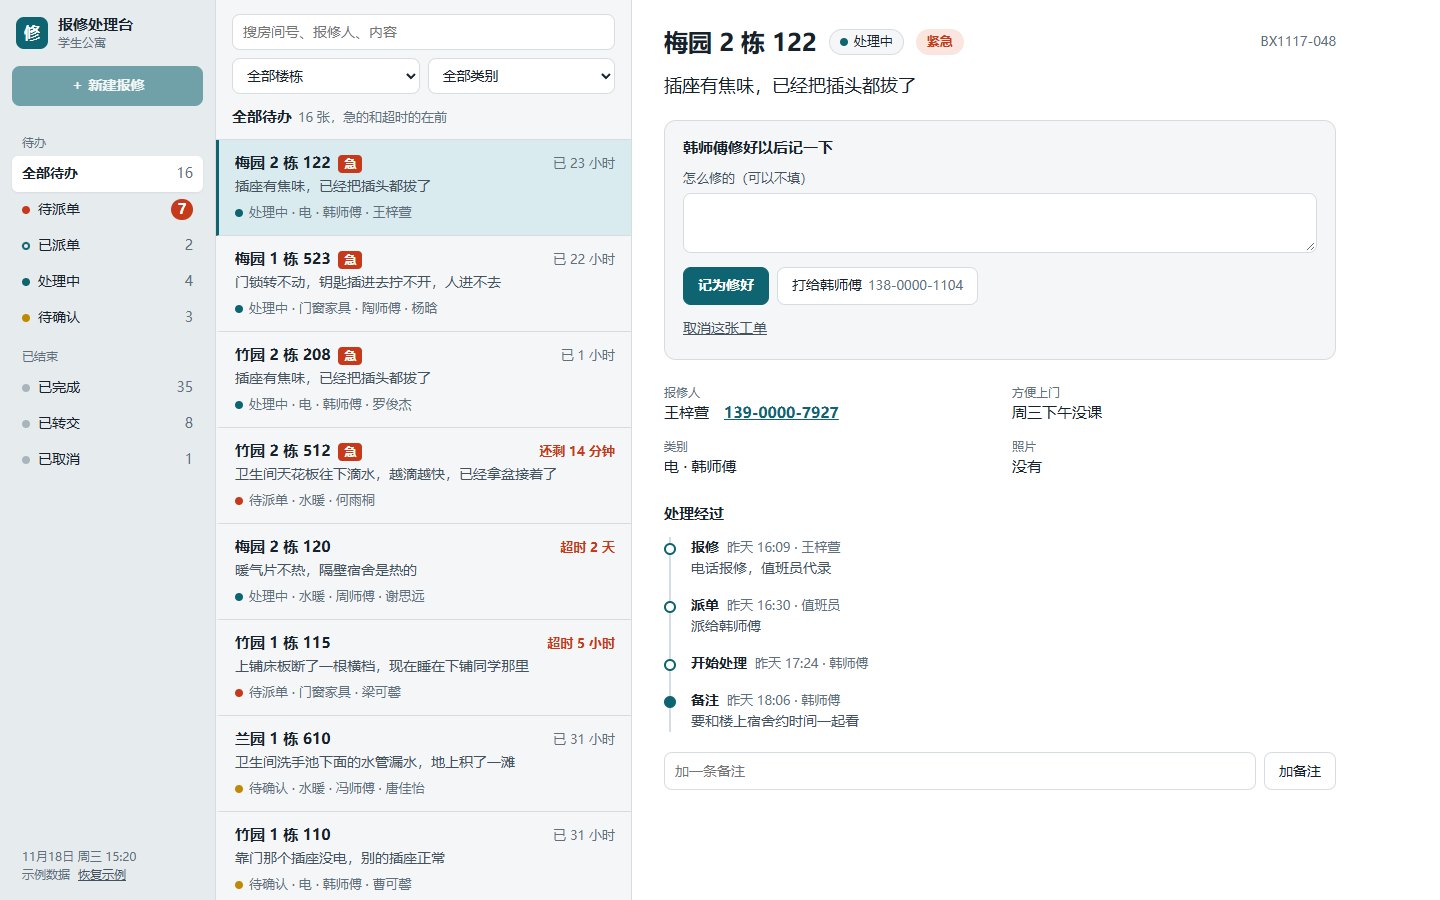 修
报修处理台
学生公寓
+ 新建报修
待办
全部待办 16
待派单 7
已派单 2
处理中 4
待确认 3
已结束
已完成 35
已转交 8
已取消 1
11月18日 周三 15:20
示例数据 恢复示例
搜房间号、报修人、内容
全部楼栋 全部类别
全部待办 16 张，急的和超时的在前
梅园 2 栋 122 急 已 23 小时
插座有焦味，已经把插头都拔了
处理中 · 电 · 韩师傅 · 王梓萱
梅园 1 栋 523 急 已 22 小时
门锁转不动，钥匙插进去拧不开，人进不去
处理中 · 门窗家具 · 陶师傅 · 杨晗
竹园 2 栋 208 急 已 1 小时
插座有焦味，已经把插头都拔了
处理中 · 电 · 韩师傅 · 罗俊杰
竹园 2 栋 512 急 还剩 14 分钟
卫生间天花板往下滴水，越滴越快，已经拿盆接着了
待派单 · 水暖 · 何雨桐
梅园 2 栋 120 超时 2 天
暖气片不热，隔壁宿舍是热的
处理中 · 水暖 · 周师傅 · 谢思远
竹园 1 栋 115 超时 5 小时
上铺床板断了一根横档，现在睡在下铺同学那里
待派单 · 门窗家具 · 梁可馨
兰园 1 栋 610 已 31 小时
卫生间洗手池下面的水管漏水，地上积了一滩
待确认 · 水暖 · 冯师傅 · 唐佳怡
竹园 1 栋 110 已 31 小时
靠门那个插座没电，别的插座正常
待确认 · 电 · 韩师傅 · 曹可馨
梅园 2 栋 122 处理中 紧急 BX1117-048
插座有焦味，已经把插头都拔了
韩师傅修好以后记一下
怎么修的（可以不填）
记为修好 打给韩师傅 138-0000-1104
取消这张工单
报修人 方便上门
王梓萱 139-0000-7927 周三下午没课
类别 照片
电 · 韩师傅 没有
处理经过
报修 昨天 16:09 · 王梓萱
电话报修，值班员代录
派单 昨天 16:30 · 值班员
派给韩师傅
开始处理 昨天 17:24 · 韩师傅
备注 昨天 18:06 · 韩师傅
要和楼上宿舍约时间一起看
加一条备注 加备注